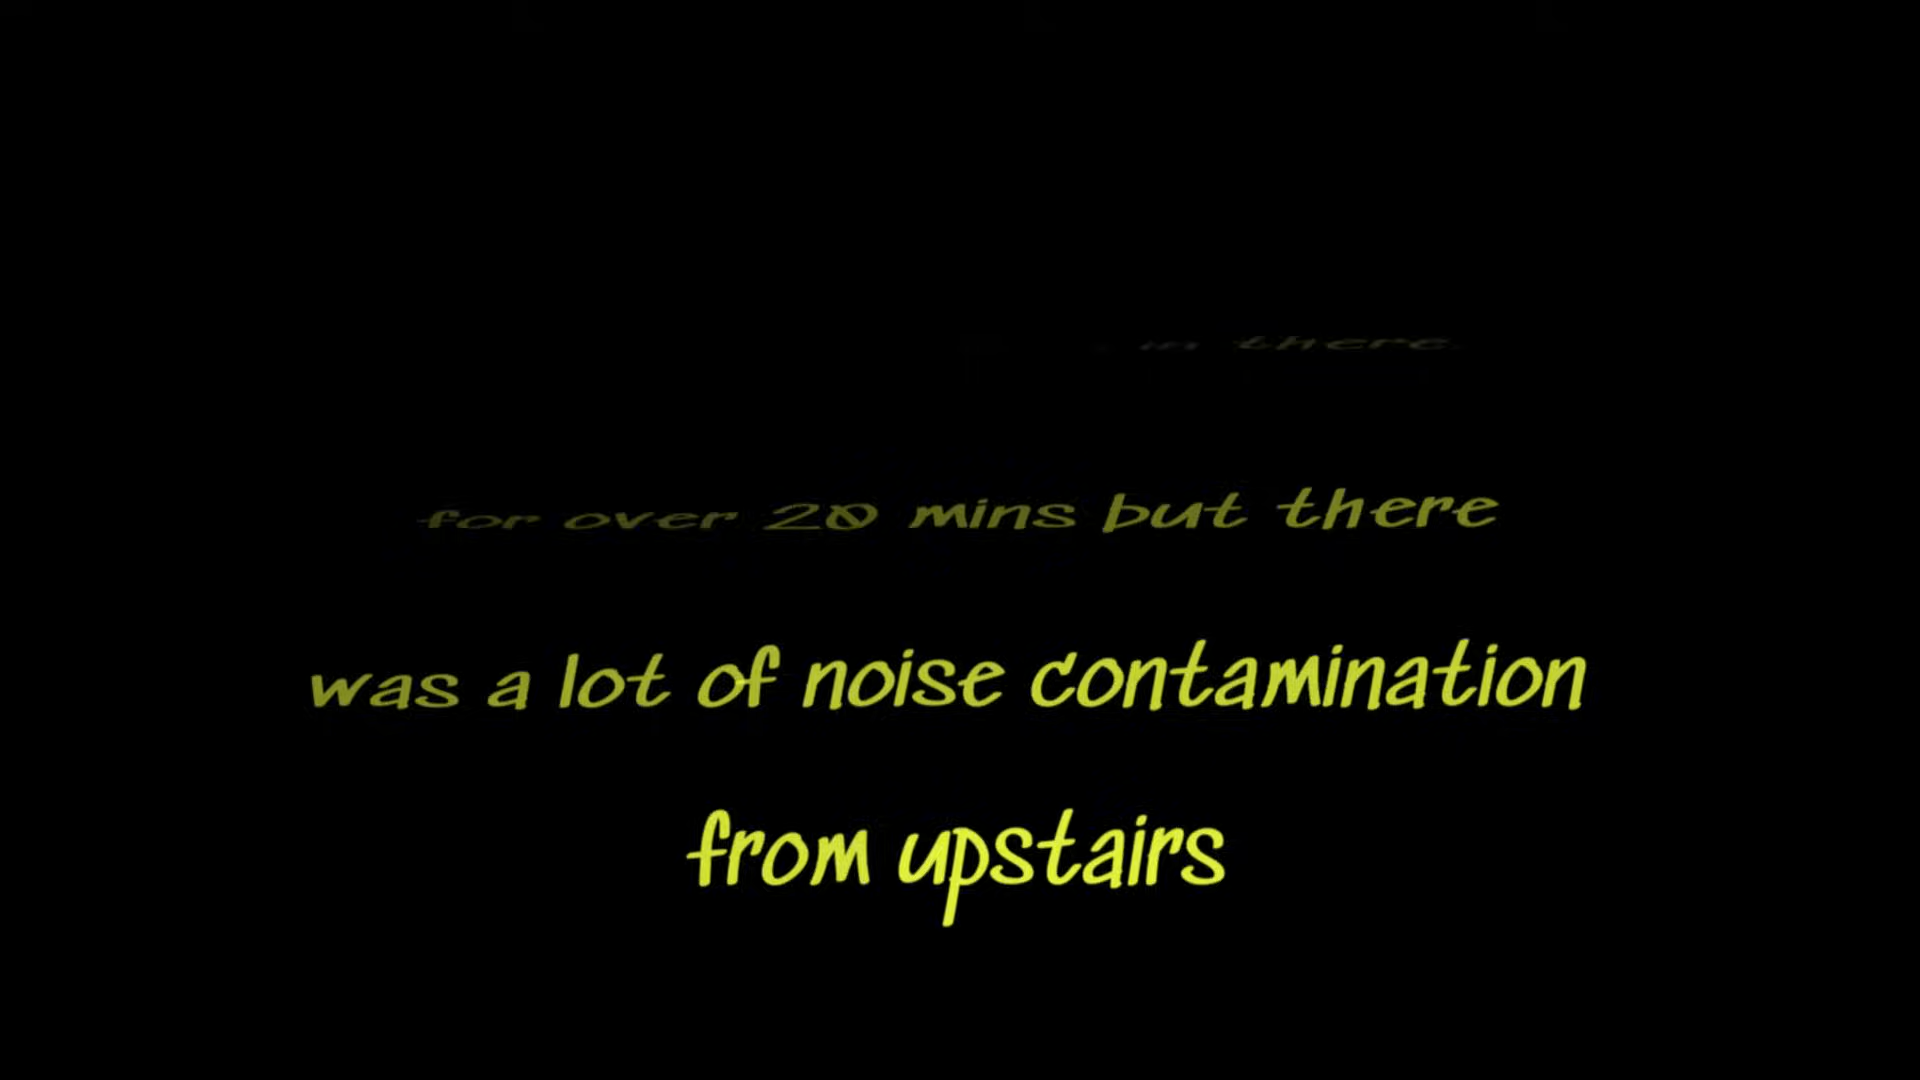 in there.
for over 20 mins but there
was a lot of noise contamination
from upstairs